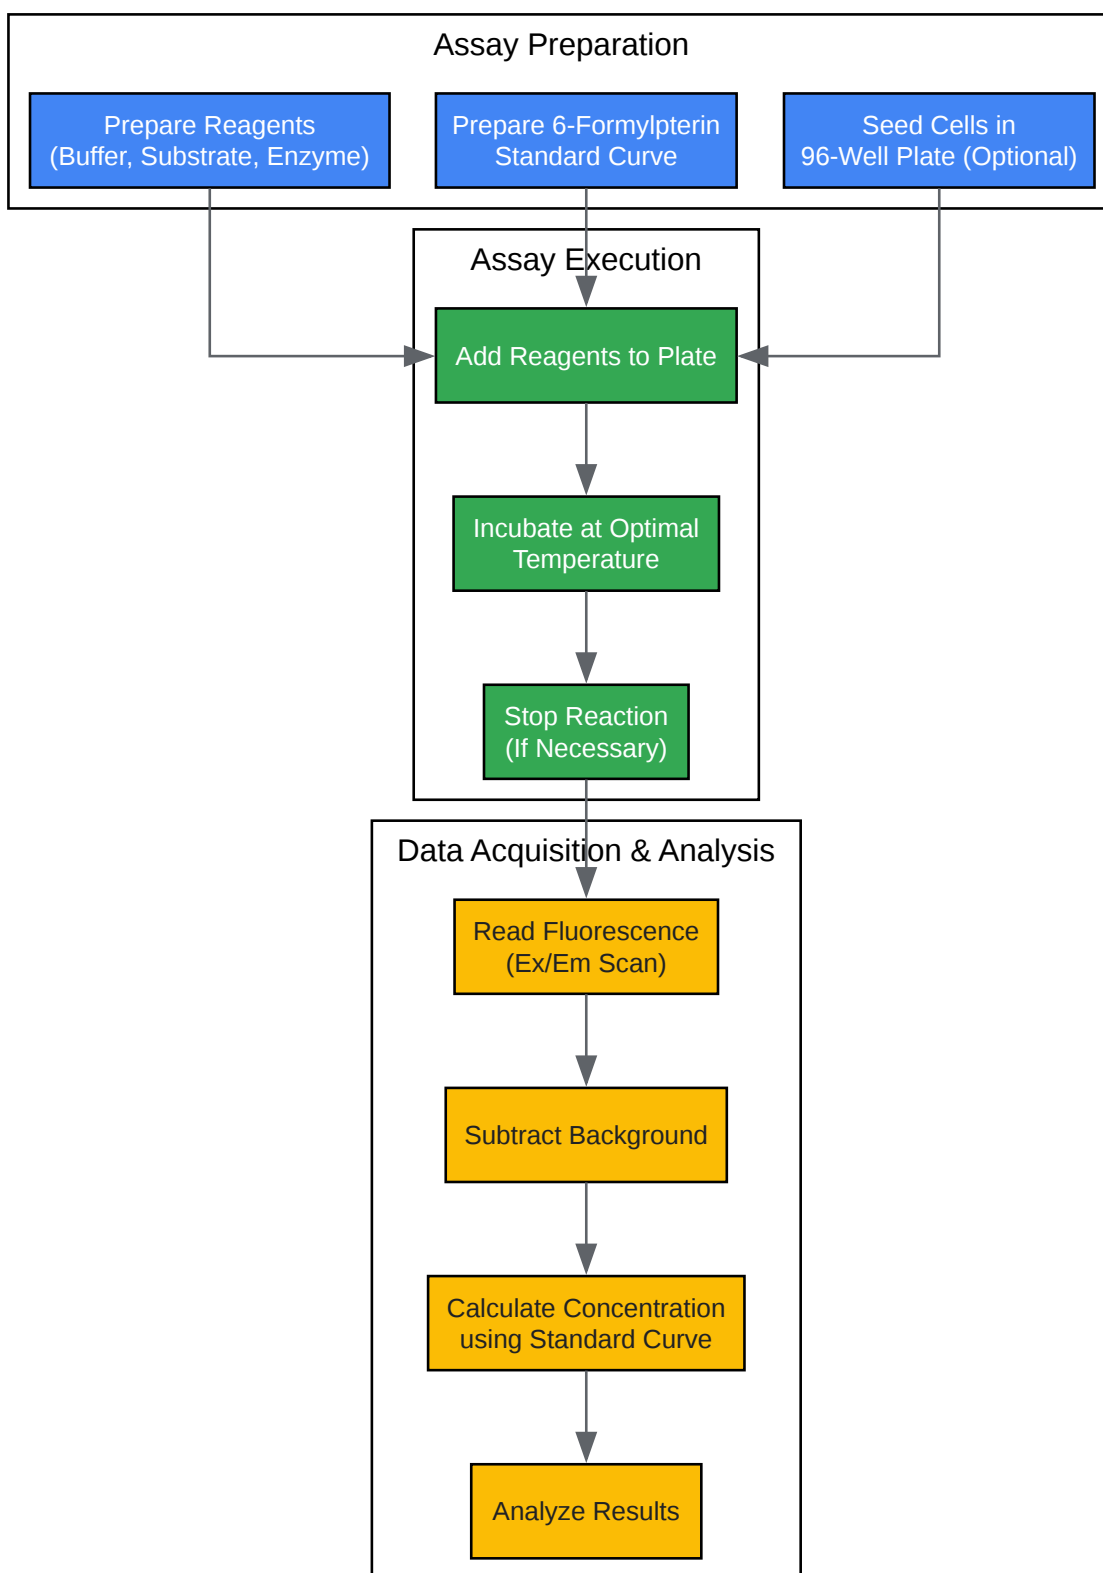 Assay Preparation
Prepare Reagents
(Buffer, Substrate, Enzyme)
Prepare 6-Formylpterin
Standard Curve
Seed Cells in
96-Well Plate (Optional)
Assay Execution
Add Reagents to Plate
Incubate at Optimal
Temperature
Stop Reaction
(If Necessary)
Data Acquisition & Analysis
Read Fluorescence
(Ex/Em Scan)
Subtract Background
Calculate Concentration
using Standard Curve
Analyze Results